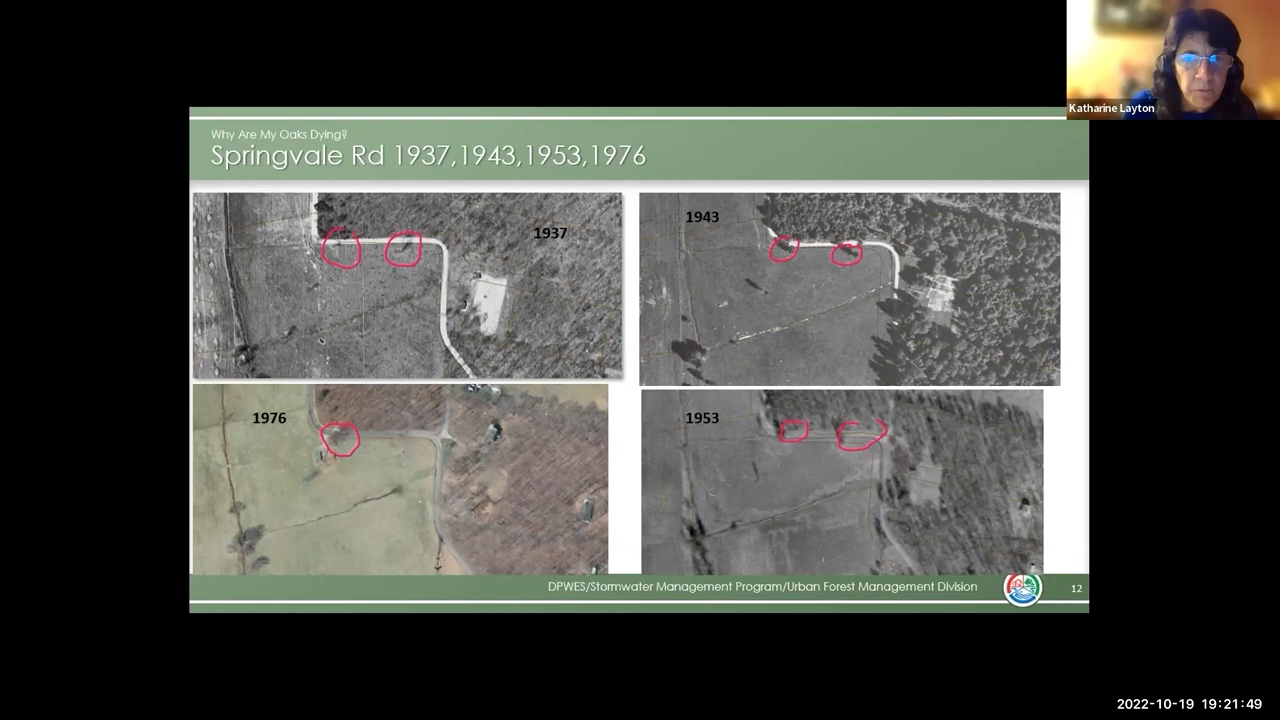 Katharine Layton
Why Are My Oaks Dying?
Springvale Rd 1937,1943,1953,1976
1937
1943
1976
1953
DPWES/Stormwater Management Program/Urban Forest Management Division
12
2022-10-19 19:21:49